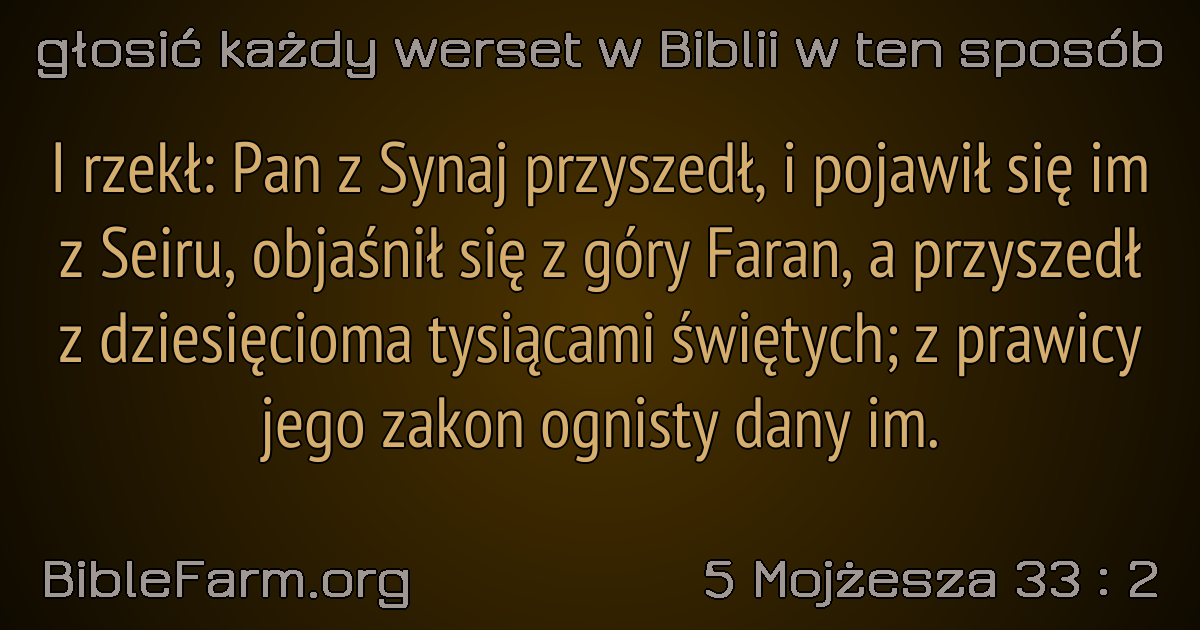 głosić każdy werset w Biblii w ten sposób
I rzekł: Pan z Synaj przyszedł, i pojawił się im
z Seiru, objaśnił się z góry Faran, a przyszedł
z dziesięcioma tysiącami świętych; z prawicy
jego zakon ognisty dany im.
BibleFarm.org
5 Mojżesza 33 : 2